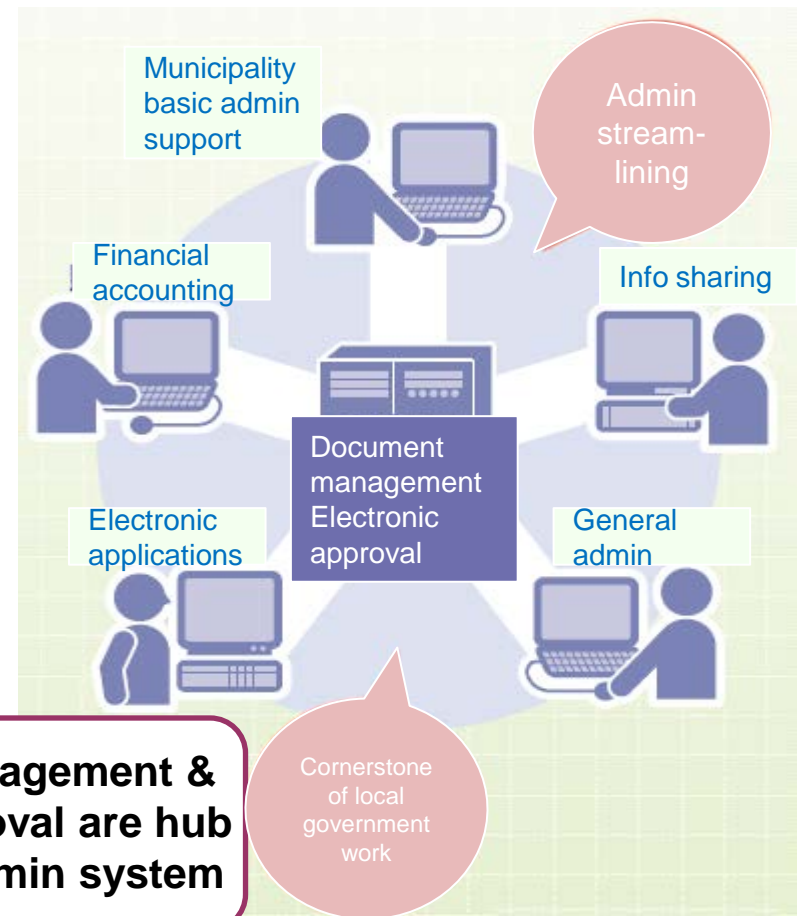 Municipality
basic admin
support
Admin
stream-
lining
Financial
accounting
Info sharing
Document
management
Electronic
approval
Electronic
applications
General
admin
Cornerstone
of local
government
work
agement &
oval are hub
min system